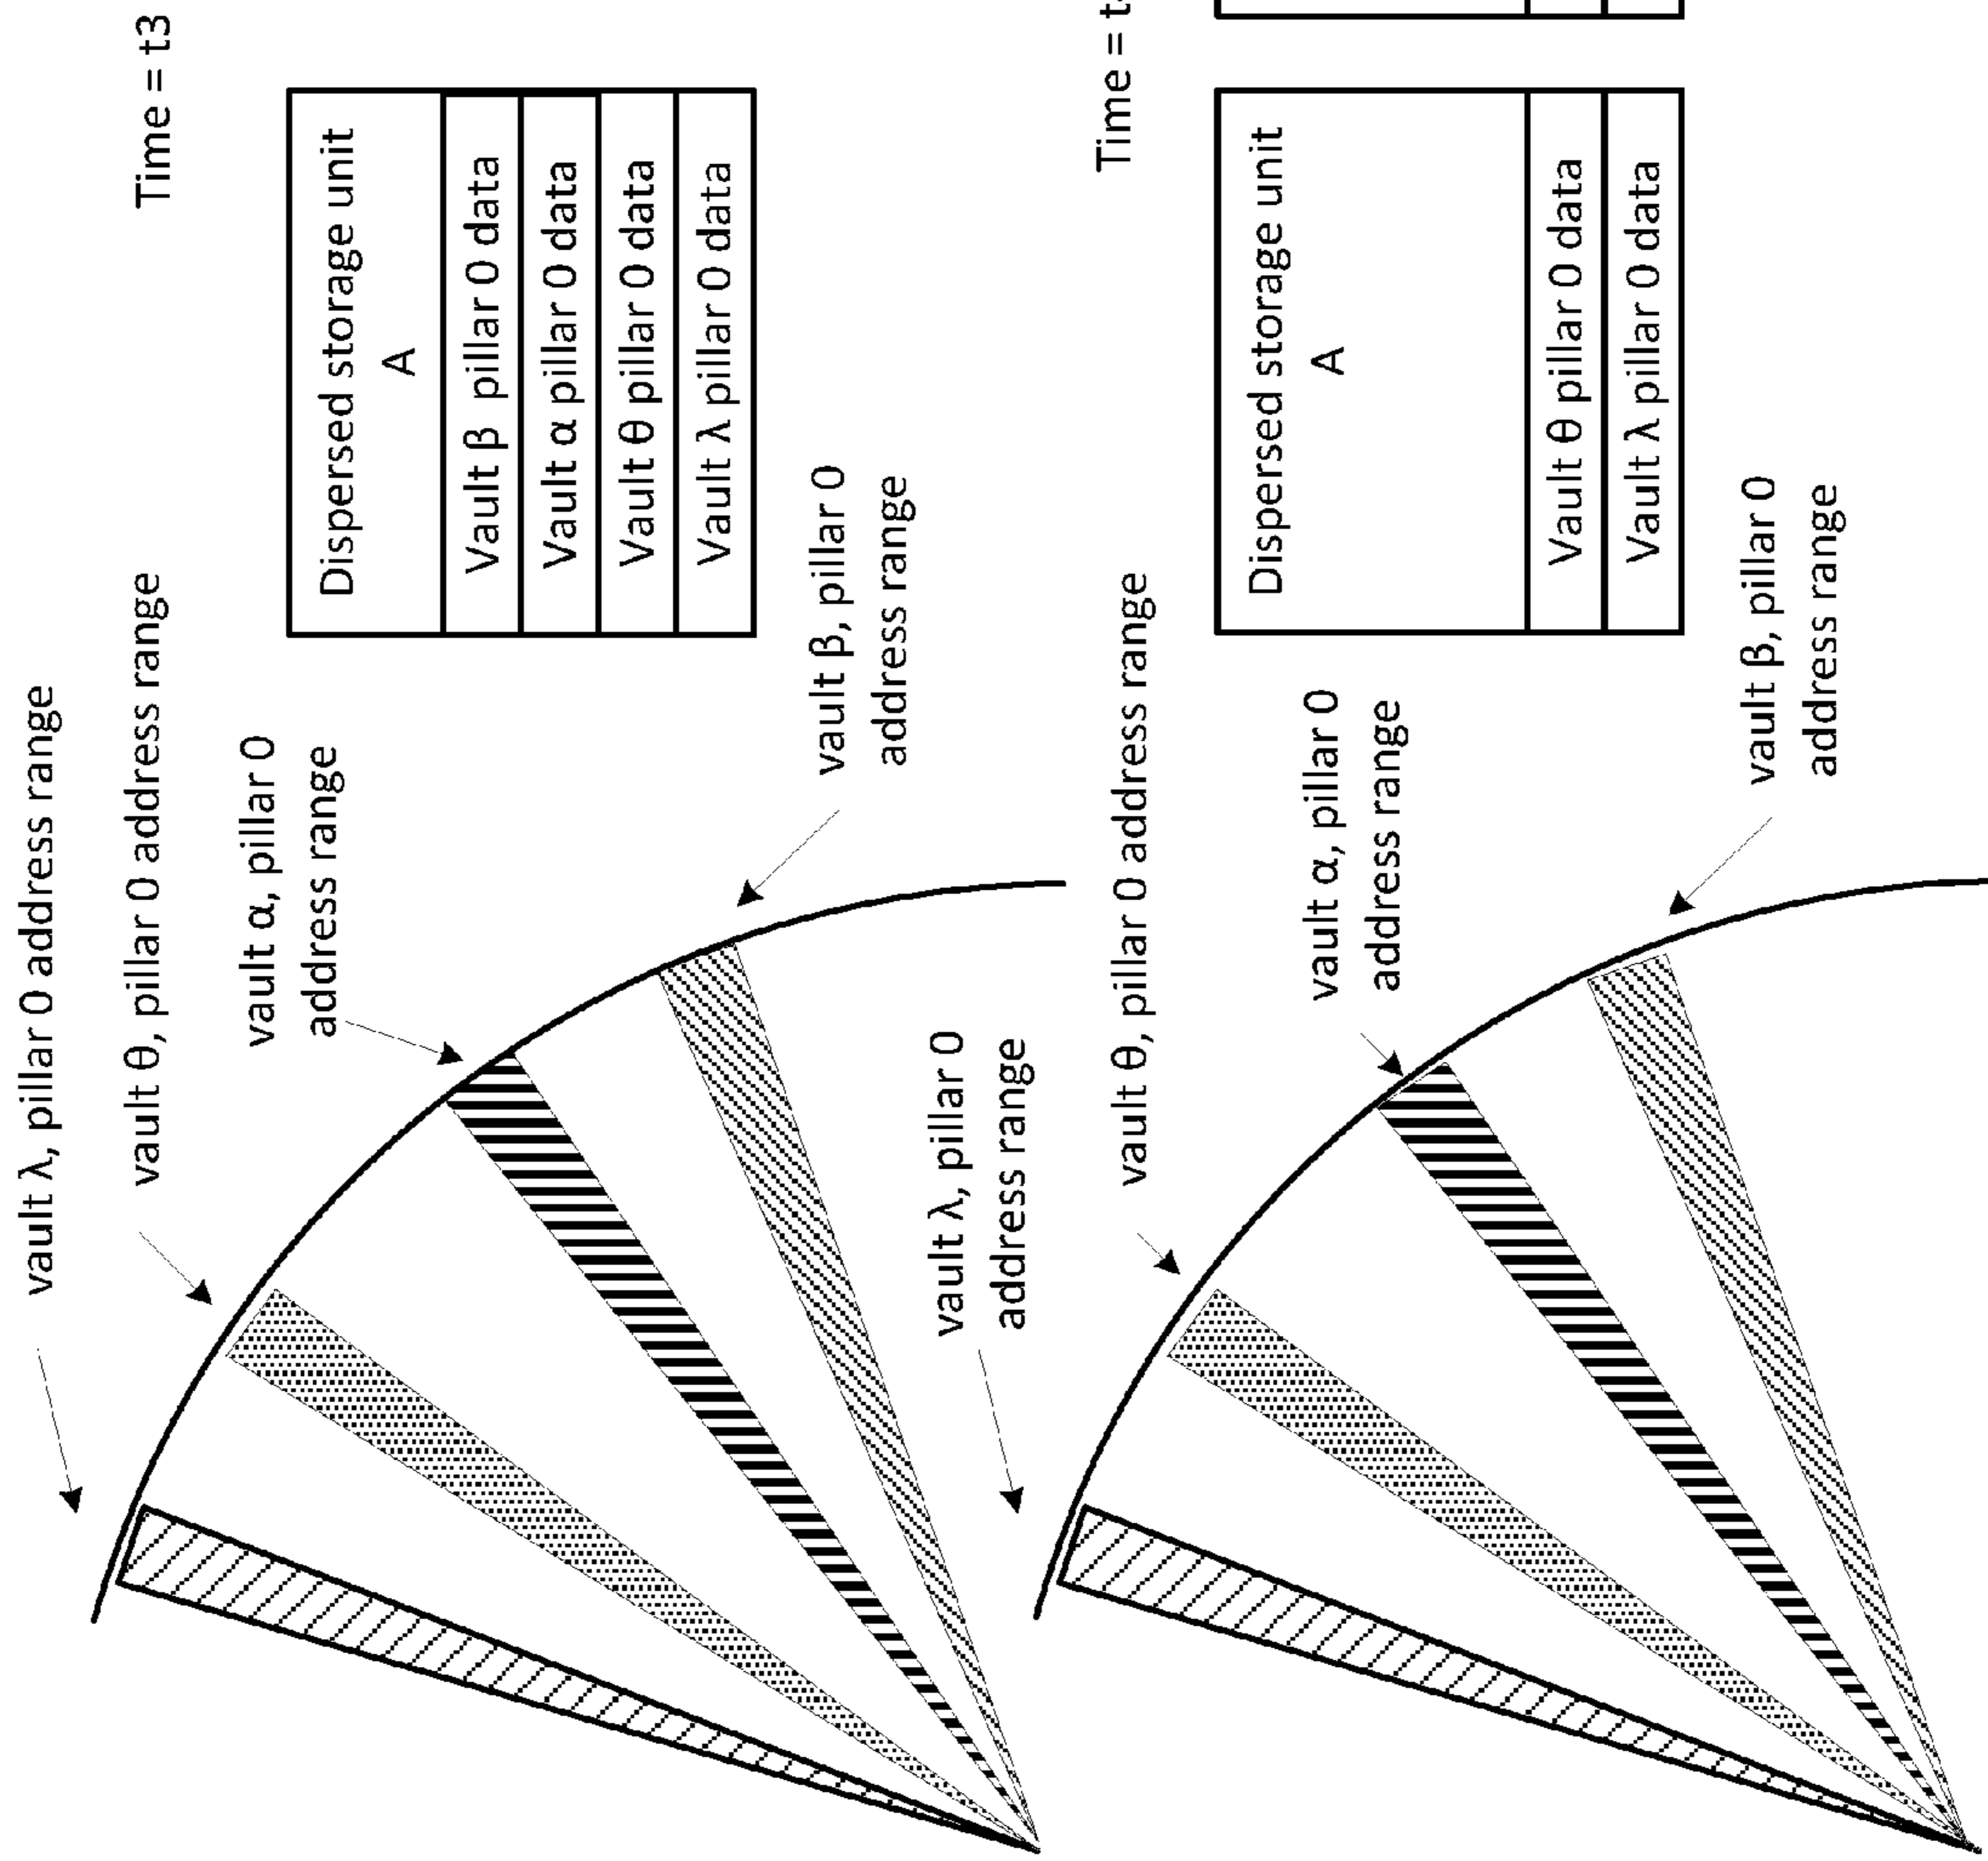 vault λ, pillar 0 address range
vault θ, pillar 0 address range
Time = t3
vault α, pillar 0
address range
Dispersed storage unit
A
Vault β pillar 0 data
Vault α pillar 0 data
Vault θ pillar 0 data
Vault λ pillar 0 data
vault β, pillar 0
address range
vault λ, pillar 0
address range
vault θ, pillar 0 address range
Time = t
vault α, pillar 0
address range
Dispersed storage unit
A
Vault θ pillar 0 data
Vault λ pillar 0 data
vault β, pillar 0
address range